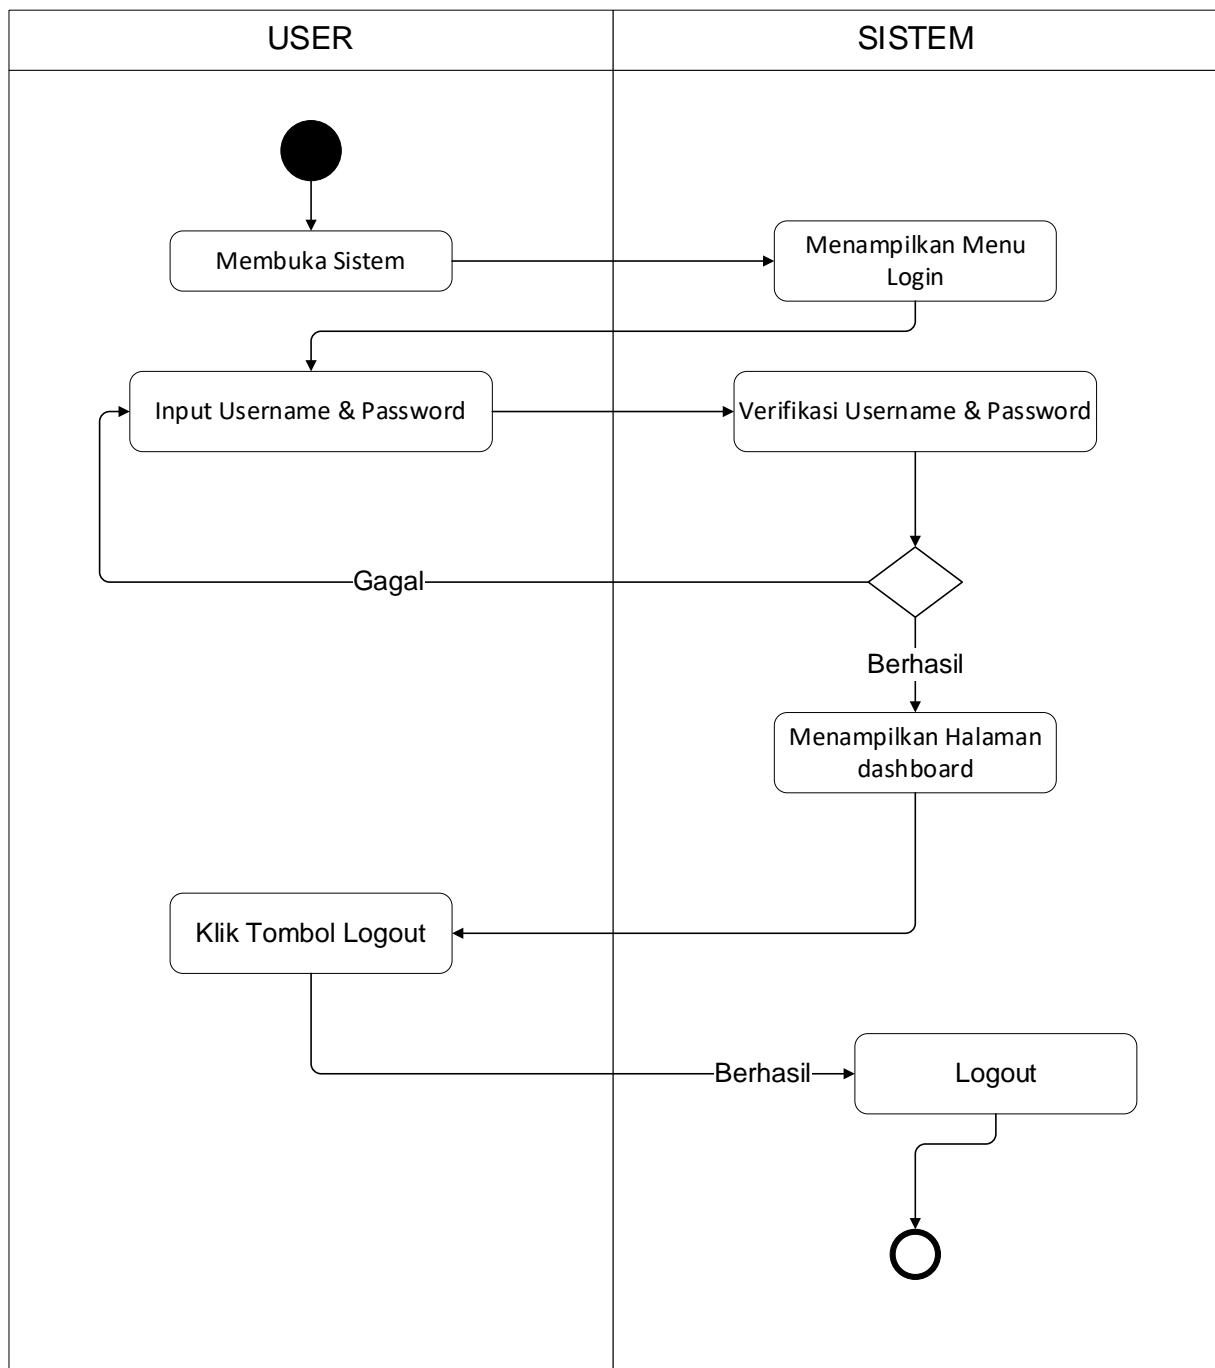 USER
SISTEM
Membuka Sistem
Menampilkan Menu
Login
Input Username & Password
Verifikasi Username & Password
Gagal
Berhasil
Menampilkan Halaman
dashboard
Klik Tombol Logout
Berhasil
Logout